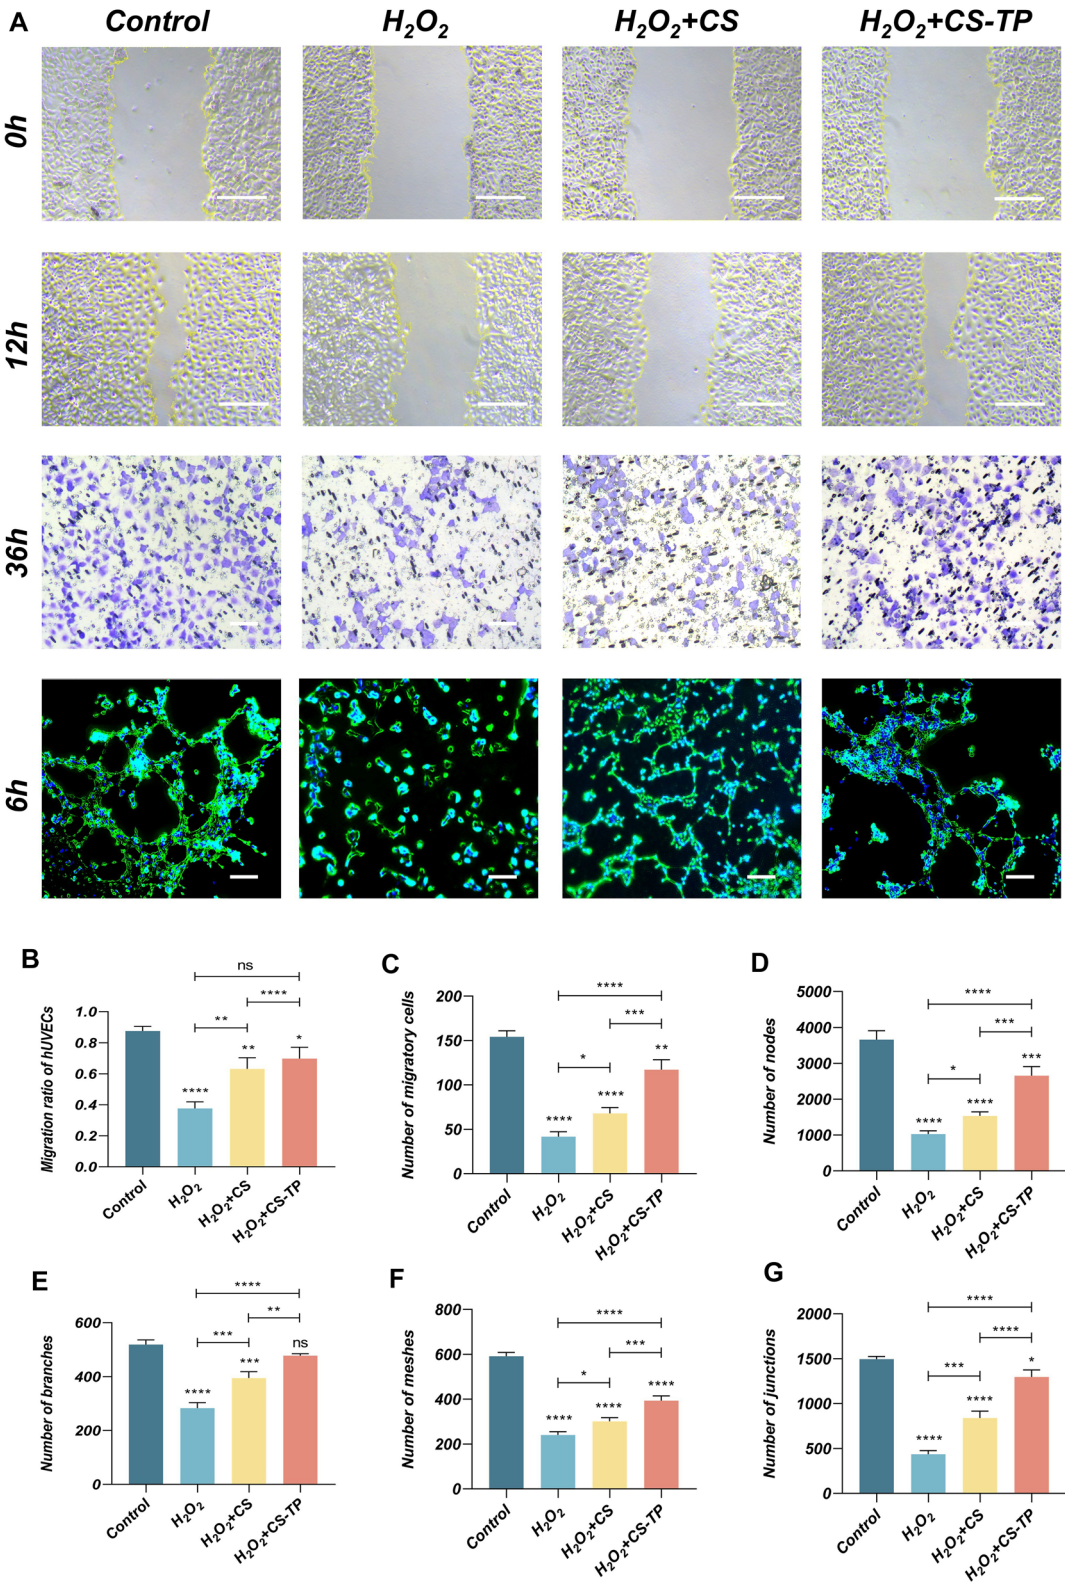 A Control H₂O₂ H₂O₂+CS H₂O₂+CS-TP
0h
12h
36h
6h
B
Migration ratio of hUVECs
1.0
0.8
0.6
0.4
0.2
0.0
ns
****
**
****
**
*
Control
H₂O₂
H₂O₂+CS
H₂O₂+CS-TP
C
Number of migratory cells
200
150
100
50
0
****
***
*
****
****
**
Control
H₂O₂
H₂O₂+CS
H₂O₂+CS-TP
D
Number of nodes
5000
4000
3000
2000
1000
0
****
***
*
****
****
***
Control
H₂O₂
H₂O₂+CS
H₂O₂+CS-TP
E
Number of branches
600
400
200
0
****
**
***
****
***
ns
Control
H₂O₂
H₂O₂+CS
H₂O₂+CS-TP
F
Number of meshes
800
600
400
200
0
****
***
*
****
****
****
Control
H₂O₂
H₂O₂+CS
H₂O₂+CS-TP
G
Number of junctions
2000
1500
1000
500
0
****
****
***
****
****
*
Control
H₂O₂
H₂O₂+CS
H₂O₂+CS-TP